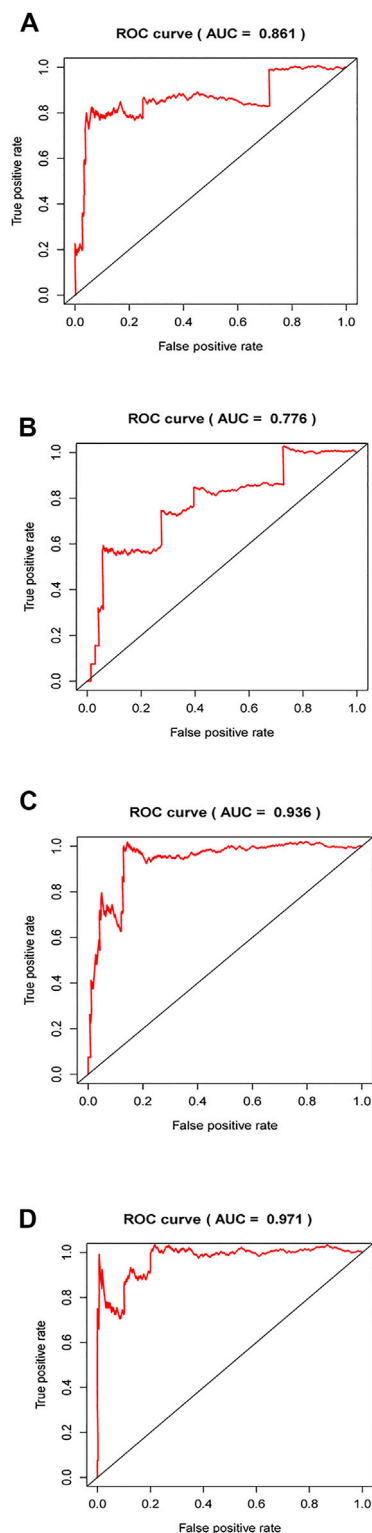 A
ROC curve ( AUC = 0.861 )
1.0
0.8
0.6
0.4
0.2
0.0
True positive rate
0.0 0.2 0.4 0.6 0.8 1.0
False positive rate
B
ROC curve ( AUC = 0.776 )
1.0
0.8
0.6
0.4
0.2
0.0
True positive rate
0.0 0.2 0.4 0.6 0.8 1.0
False positive rate
C
ROC curve ( AUC = 0.936 )
1.0
0.8
0.6
0.4
0.2
0.0
True positive rate
0.0 0.2 0.4 0.6 0.8 1.0
False positive rate
D
ROC curve ( AUC = 0.971 )
1.0
0.8
0.6
0.4
0.2
0.0
True positive rate
0.0 0.2 0.4 0.6 0.8 1.0
False positive rate